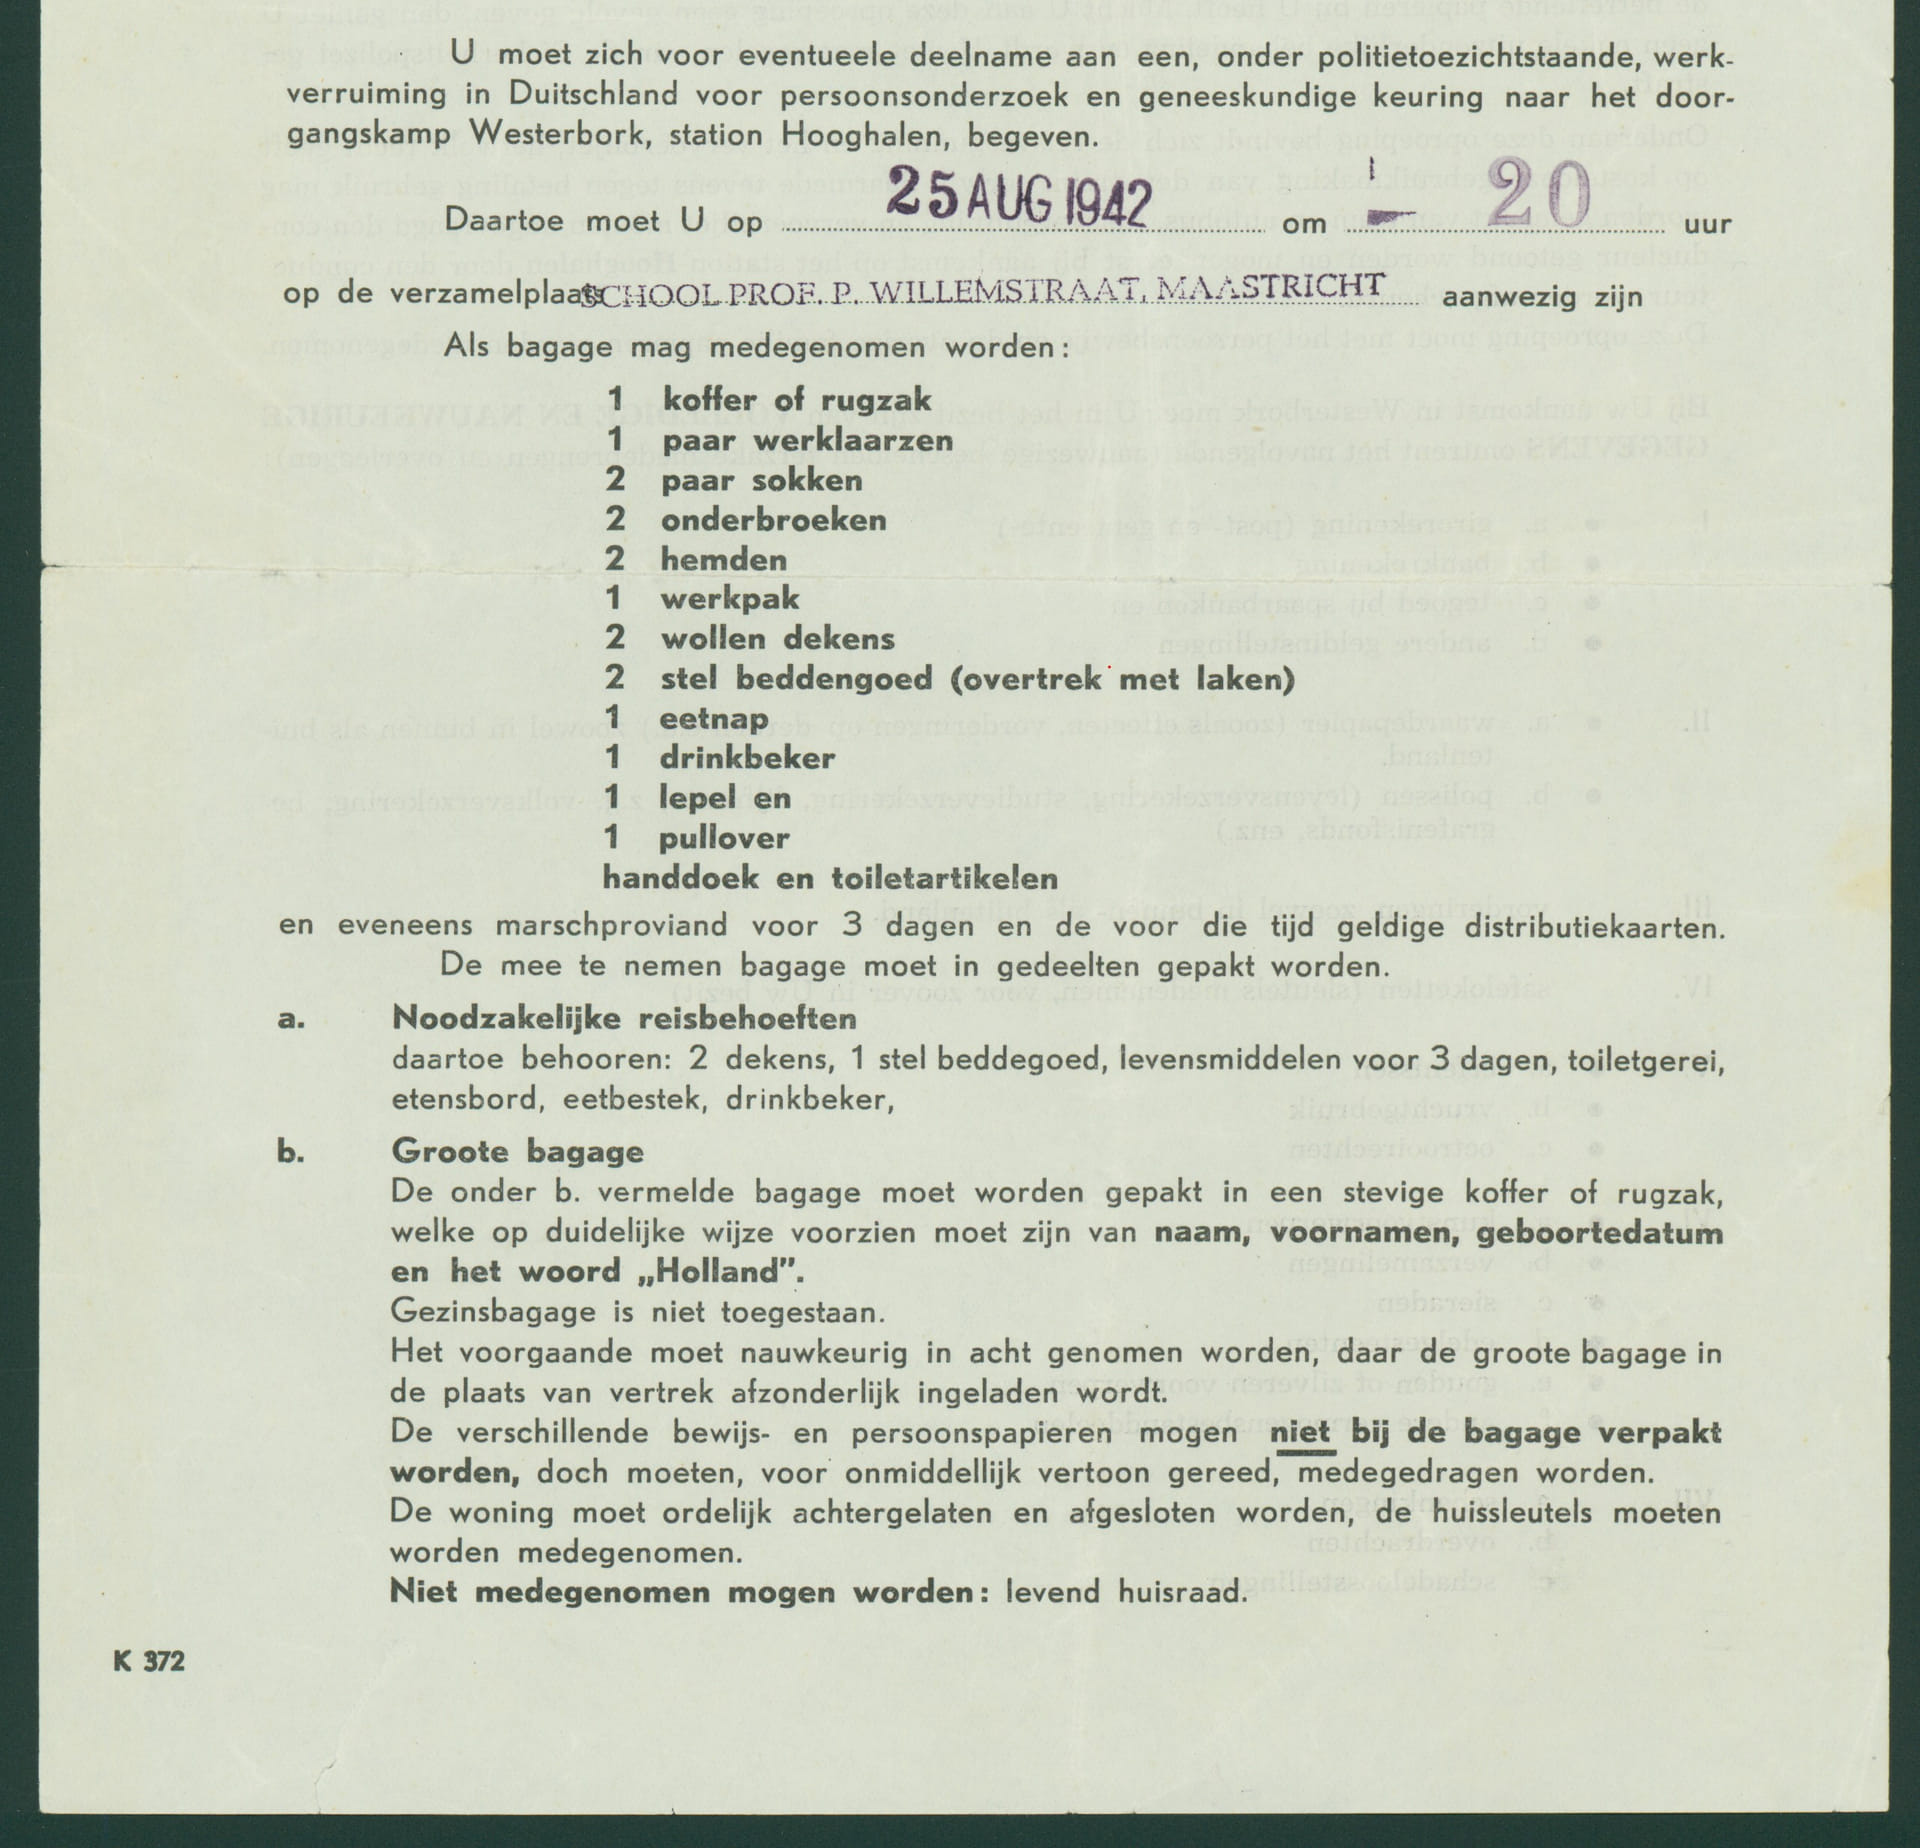 U moet zich voor eventueele deelname aan een, onder politietoezichtstaande, werk-
verruiming in Duitschland voor persoonsonderzoek en geneeskundige keuring naar het door-
gangskamp Westerbork, station Hooghalen, begeven.
Daartoe moet U op 25 AUG 1942 om 20 uur
op de verzamelplaats SCHOOL PROF. P. WILLEMSTRAAT, MAASTRICHT aanwezig zijn
Als bagage mag medegenomen worden:
1 koffer of rugzak
1 paar werklaarzen
2 paar sokken
2 onderbroeken
2 hemden
1 werkpak
2 wollen dekens
2 stel beddengoed (overtrek met laken)
1 eetnap
1 drinkbeker
1 lepel en
1 pullover
handdoek en toiletartikelen
en eveneens marschproviand voor 3 dagen en de voor die tijd geldige distributiekaarten.
De mee te nemen bagage moet in gedeelten gepakt worden.
a. Noodzakelijke reisbehoeften
daartoe behooren: 2 dekens, 1 stel beddegoed, levensmiddelen voor 3 dagen, toiletgerei,
etensbord, eetbestek, drinkbeker,
b. Groote bagage
De onder b. vermelde bagage moet worden gepakt in een stevige koffer of rugzak,
welke op duidelijke wijze voorzien moet zijn van naam, voornamen, geboortedatum
en het woord „Holland”.
Gezinsbagage is niet toegestaan.
Het voorgaande moet nauwkeurig in acht genomen worden, daar de groote bagage in
de plaats van vertrek afzonderlijk ingeladen wordt.
De verschillende bewijs- en persoonspapieren mogen niet bij de bagage verpakt
worden, doch moeten, voor onmiddellijk vertoon gereed, medegedragen worden.
De woning moet ordelijk achtergelaten en afgesloten worden, de huissleutels moeten
worden medegenomen.
Niet medegenomen mogen worden: levend huisraad.
K 372